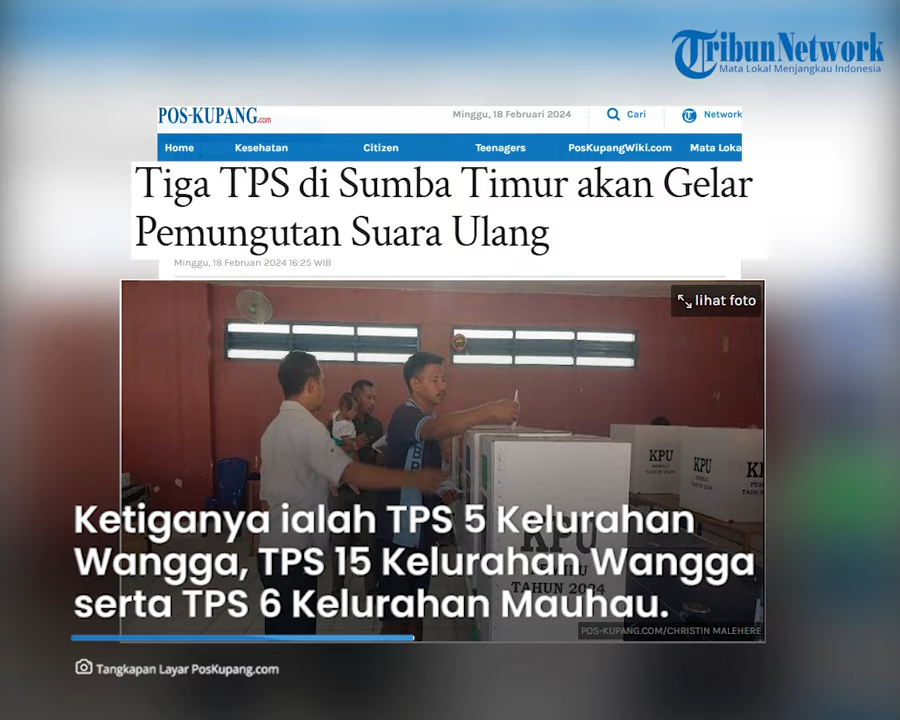 TribunNetwork
Mata Lokal Menjangkau Indonesia
POS-KUPANG.com
Minggu, 18 Februari 2024
Cari
Network
Home Kesehatan Citizen Teenagers PosKupangWiki.com Mata Loka
Tiga TPS di Sumba Timur akan Gelar
Pemungutan Suara Ulang
Minggu, 18 Februari 2024 16:25 WIB
lihat foto
KPU
KPU
KPU
TAHUN 2024
Ketiganya ialah TPS 5 Kelurahan
Wangga, TPS 15 Kelurahan Wangga
serta TPS 6 Kelurahan Mauhau.
POS-KUPANG.COM/CHRISTIN MALEHERE
Tangkapan Layar PosKupang.com